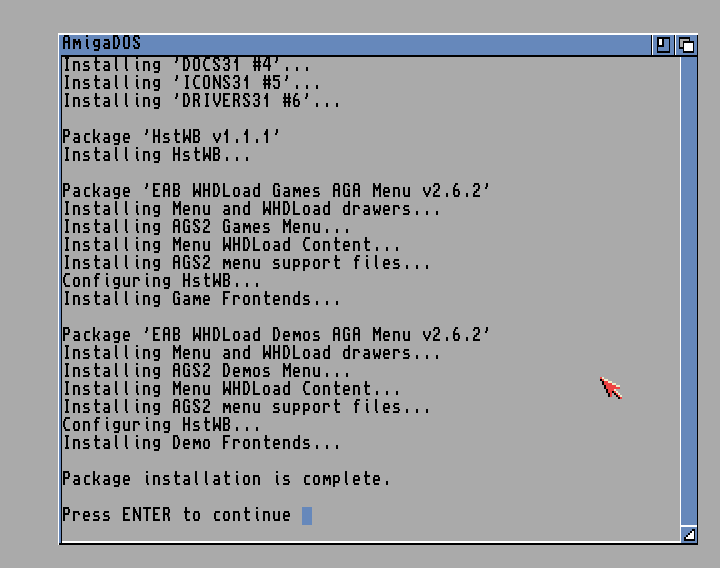 AmigaDOS
Installing 'DOCS31 #4'...
Installing 'ICONS31 #5'...
Installing 'DRIVERS31 #6'...
Package 'HstWB v1.1.1'
Installing HstWB...
Package 'EAB WHDLoad Games AGA Menu v2.6.2'
Installing Menu and WHDLoad drawers...
Installing AGS2 Games Menu...
Installing Menu WHDLoad Content...
Installing AGS2 menu support files...
Configuring HstWB...
Installing Game Frontends...
Package 'EAB WHDLoad Demos AGA Menu v2.6.2'
Installing Menu and WHDLoad drawers...
Installing AGS2 Demos Menu...
Installing Menu WHDLoad Content...
Installing AGS2 menu support files...
Configuring HstWB...
Installing Demo Frontends...
Package installation is complete.
Press ENTER to continue